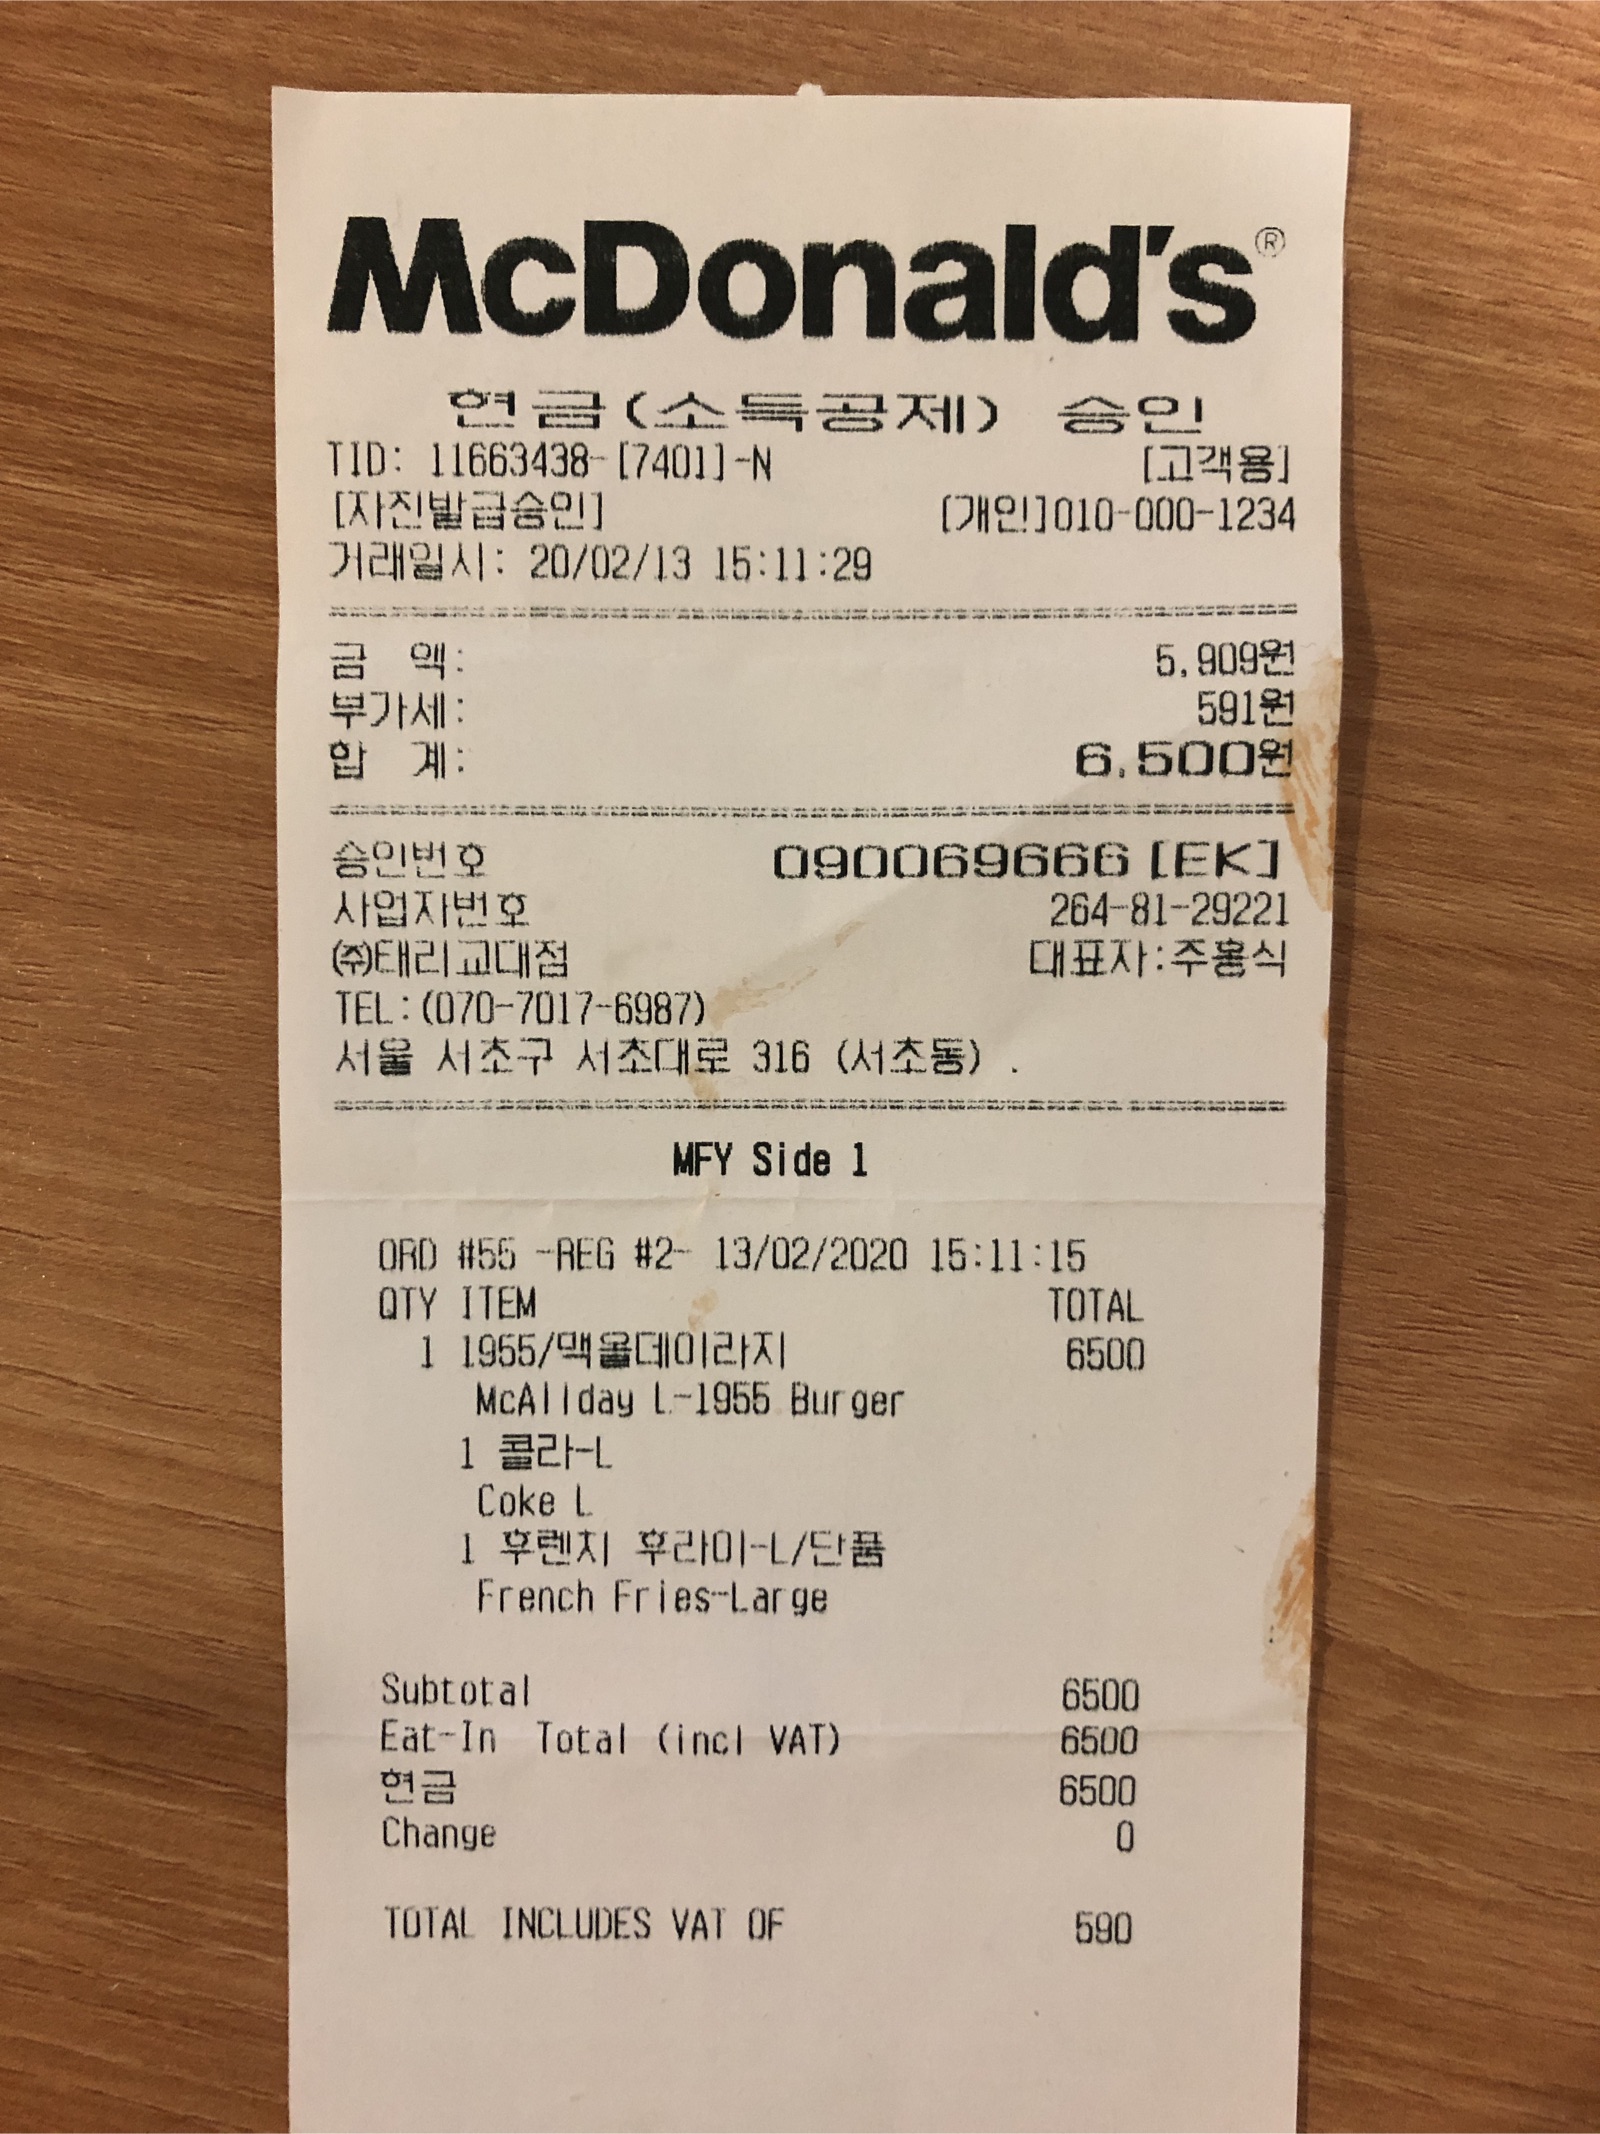 McDonald's®
현금(소득공제) 승인
TID: 11663438-[7401]-N [고객용]
[자진발급승인] [개인]010-000-1234
거래일시: 20/02/13 15:11:29
금 액: 5,909원
부가세: 591원
합 계: 6,500원
승인번호 090069666[EK]
사업자번호 264-81-29221
㈜태리교대점 대표자:주홍식
TEL:(070-7017-6987)
서울 서초구 서초대로 316 (서초동) .
MFY Side 1
ORD #55 -REG #2- 13/02/2020 15:11:15
QTY ITEM TOTAL
1 1955/맥올데이라지 6500
McAllday L-1955 Burger
1 콜라-L
Coke L
1 후렌치 후라이-L/단품
French Fries-Large
Subtotal 6500
Eat-In Total (incl VAT) 6500
현금 6500
Change 0
TOTAL INCLUDES VAT OF 590